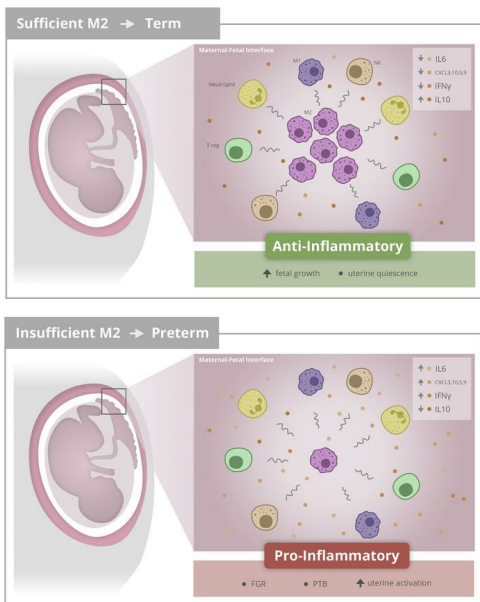 Sufficient M2 → Term
Maternal-Fetal Interface
M1
NK
Neutrophil
M2
T-reg
↓ IL6
↓ CXCL3,10,5,9
↓ IFNγ
↑ IL10
Anti-Inflammatory
↑ fetal growth • uterine quiescence
Insufficient M2 → Preterm
Maternal-Fetal Interface
↑ IL6
↑ CXCL3,10,5,9
↑ IFNγ
↓ IL10
Pro-Inflammatory
• FGR • PTB ↑ uterine activation